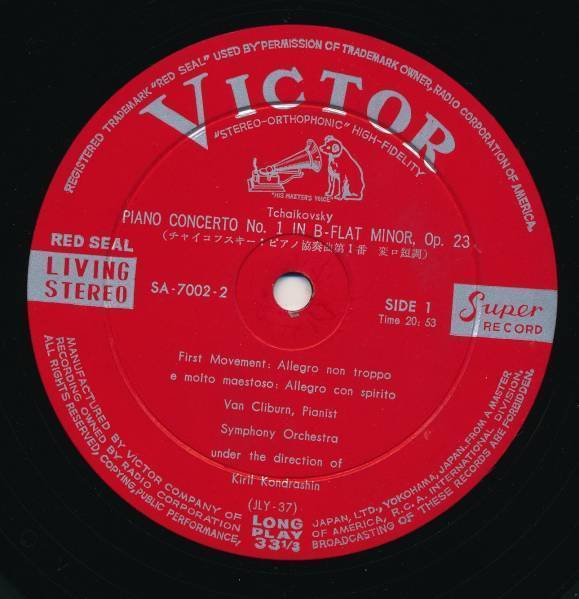 REGISTERED TRADEMARK "RED SEAL" USED BY PERMISSION OF TRADEMARK OWNER, RADIO CORPORATION OF AMERICA.
VICTOR
"STEREO-ORTHOPHONIC" HIGH-FIDELITY
"HIS MASTER'S VOICE"
Tchaikovsky
PIANO CONCERTO No. 1 IN B-FLAT MINOR, Op. 23
(チャイコフスキー:ピアノ協奏曲第1番 変ロ短調)
RED SEAL
LIVING
STEREO
SA-7002-2
SIDE 1
Time 20:53
Super
RECORD
First Movement: Allegro non troppo
e molto maestoso: Allegro con spirito
Van Cliburn, Pianist
Symphony Orchestra
under the direction of
Kiril Kondrashin
(JLY-37)
LONG
PLAY
33 1/3
MANUFACTURED BY VICTOR COMPANY OF JAPAN, LTD., YOKOHAMA, JAPAN, FROM A MASTER
RECORDING OWNED BY RADIO CORPORATION OF AMERICA, R.C.A. INTERNATIONAL DIVISION.
ALL RIGHTS RESERVED, COPYING, PUBLIC PERFORMANCE, BROADCASTING OF THESE RECORDS ARE FORBIDDEN.